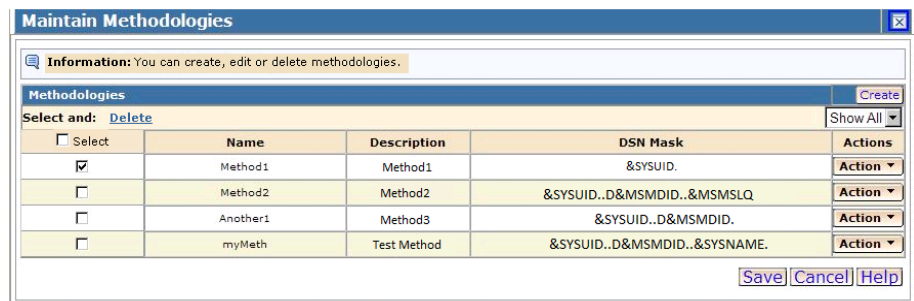 Maintain Methodologies
Information: You can create, edit or delete methodologies.
Methodologies Create
Select and: Delete Show All
Select Name Description DSN Mask Actions
Method1 Method1 &SYSUID. Action
Method2 Method2 &SYSUID..D&MSMDID..&MSMSLQ Action
Another1 Method3 &SYSUID..D&MSMDID. Action
myMeth Test Method &SYSUID..D&MSMDID..&SYSNAME. Action
Save Cancel Help